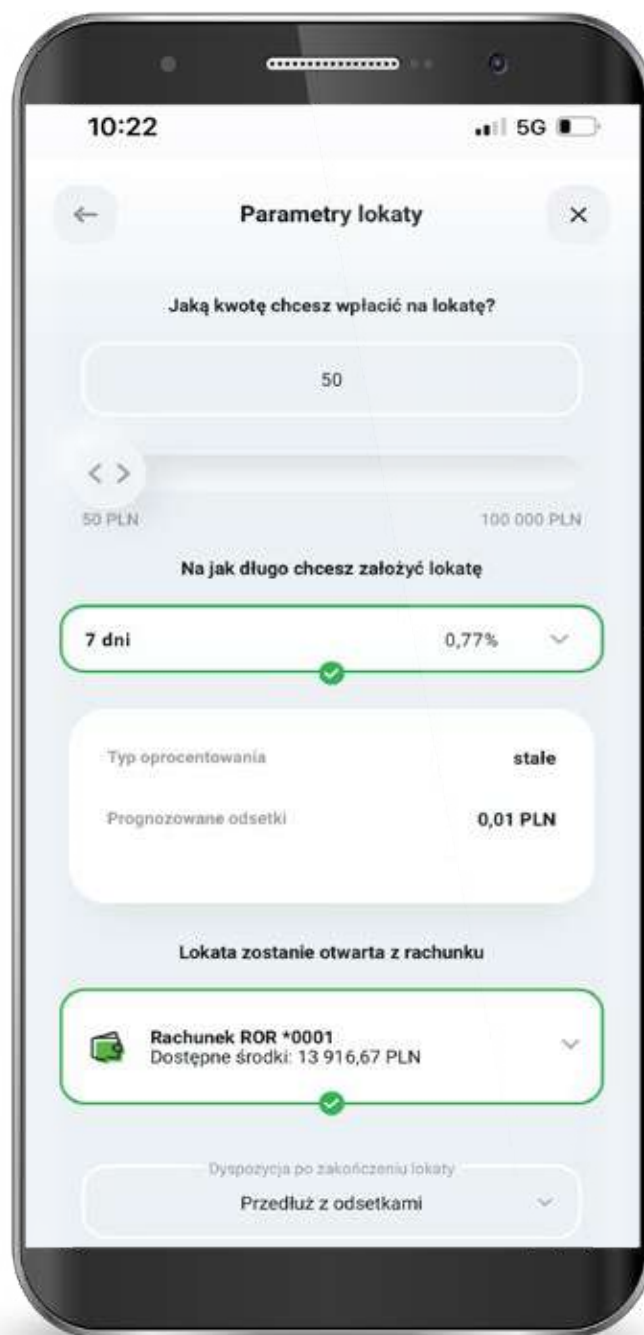 10:22
5G
Parametry lokaty
Jaką kwotę chcesz wpłacić na lokatę?
50
50 PLN
100 000 PLN
Na jak długo chcesz założyć lokatę
7 dni
0,77%
Typ oprocentowania
stałe
Prognozowane odsetki
0,01 PLN
Lokata zostanie otwarta z rachunku
Rachunek ROR *0001
Dostępne środki: 13 916,67 PLN
Dyspozycja po zakończeniu lokaty
Przedłuż z odsetkami